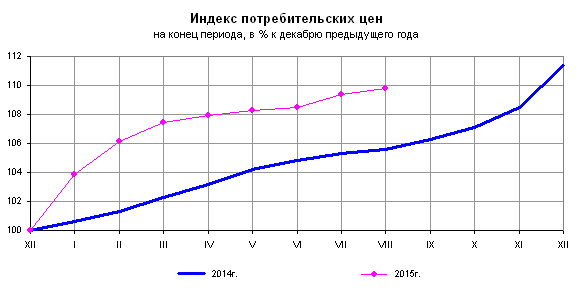 Индекс потребительских цен
на конец периода, в % к декабрю предыдущего года
112
110
108
106
104
102
100
XII I II III IV V VI VII VIII IX X XI XII
2014г. 2015г.